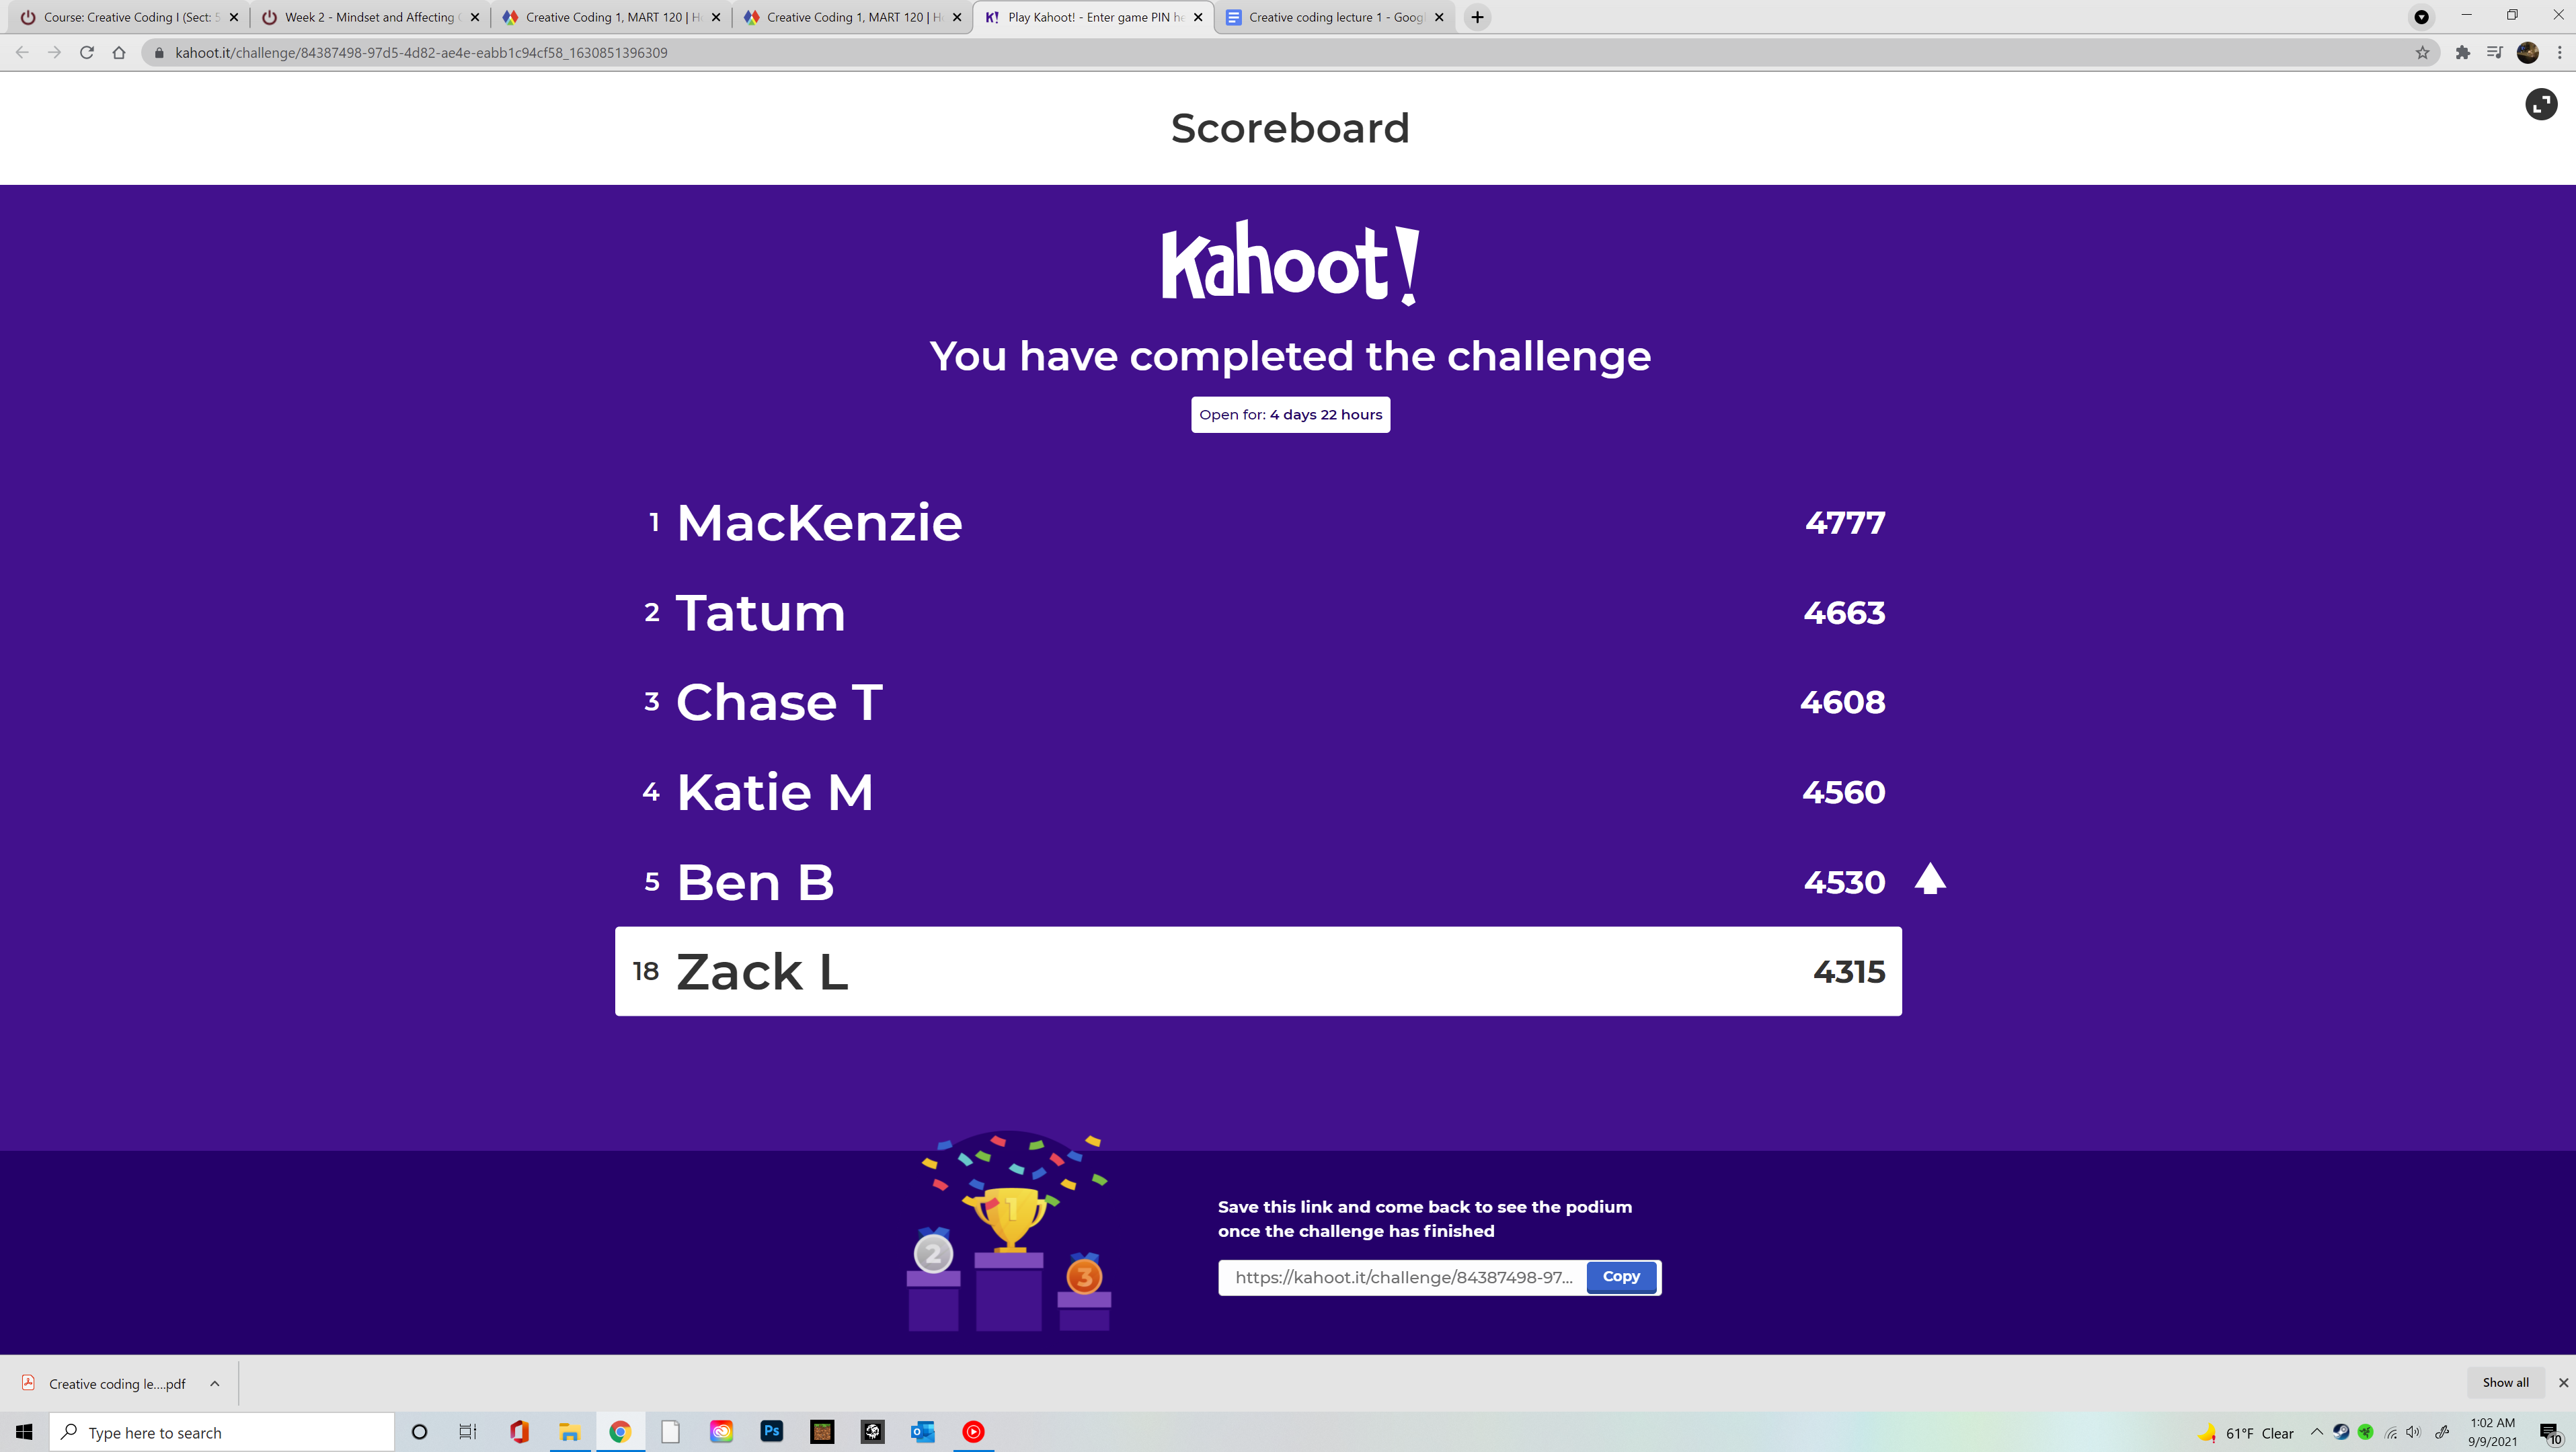 Course: Creative Coding I (Sect: 5
Week 2 - Mindset and Affecting
Creative Coding 1, MART 120 | H
Creative Coding 1, MART 120 | H
K! Play Kahoot! - Enter game PIN he
Creative coding lecture 1 - Goog
kahoot.it/challenge/84387498-97d5-4d82-ae4e-eabb1c94cf58_1630851396309
Scoreboard
Kahoot!
You have completed the challenge
Open for: 4 days 22 hours
1 MacKenzie 4777
2 Tatum 4663
3 Chase T 4608
4 Katie M 4560
5 Ben B 4530
18 Zack L 4315
1
2
3
Save this link and come back to see the podium
once the challenge has finished
https://kahoot.it/challenge/84387498-97... Copy
Creative coding le....pdf
Show all
Type here to search
Ps
61°F Clear
1:02 AM
9/9/2021
10